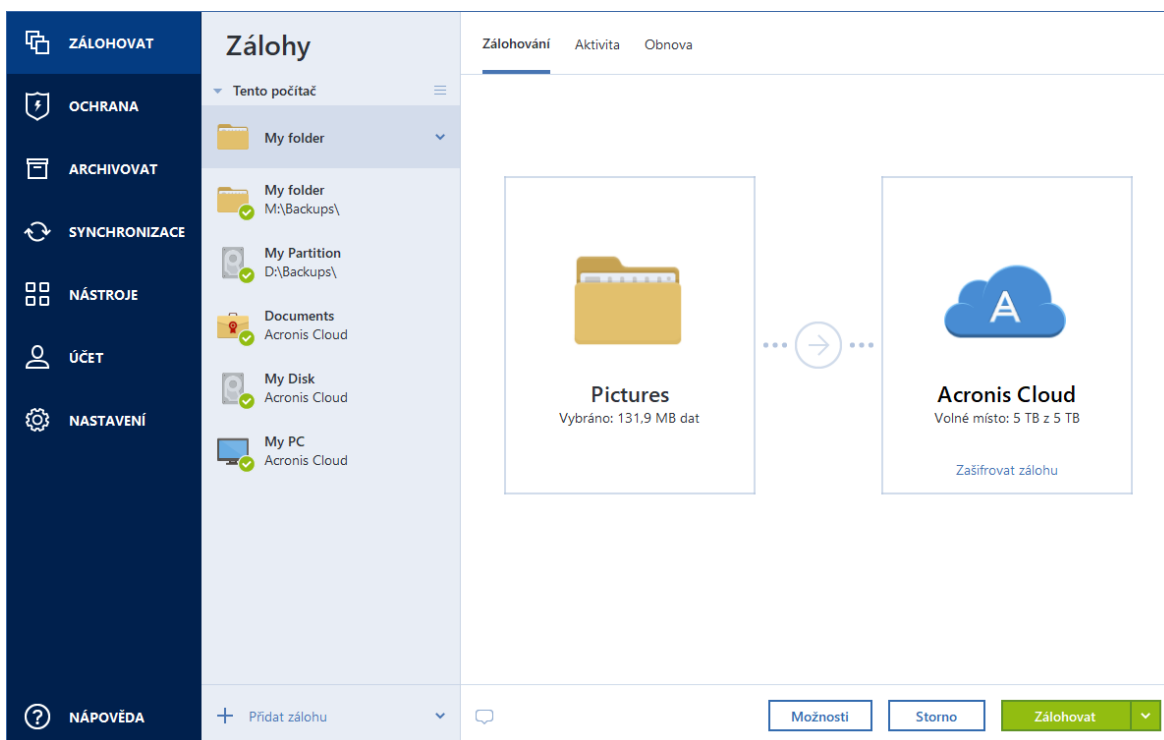 ZÁLOHOVAT
OCHRANA
ARCHIVOVAT
SYNCHRONIZACE
NÁSTROJE
ÚČET
NASTAVENÍ
NÁPOVĚDA
Zálohy
Tento počítač
My folder
My folder
M:\Backups\
My Partition
D:\Backups\
Documents
Acronis Cloud
My Disk
Acronis Cloud
My PC
Acronis Cloud
Přidat zálohu
Zálohování Aktivita Obnova
Pictures
Vybráno: 131,9 MB dat
A
Acronis Cloud
Volné místo: 5 TB z 5 TB
Zašifrovat zálohu
Možnosti Storno Zálohovat